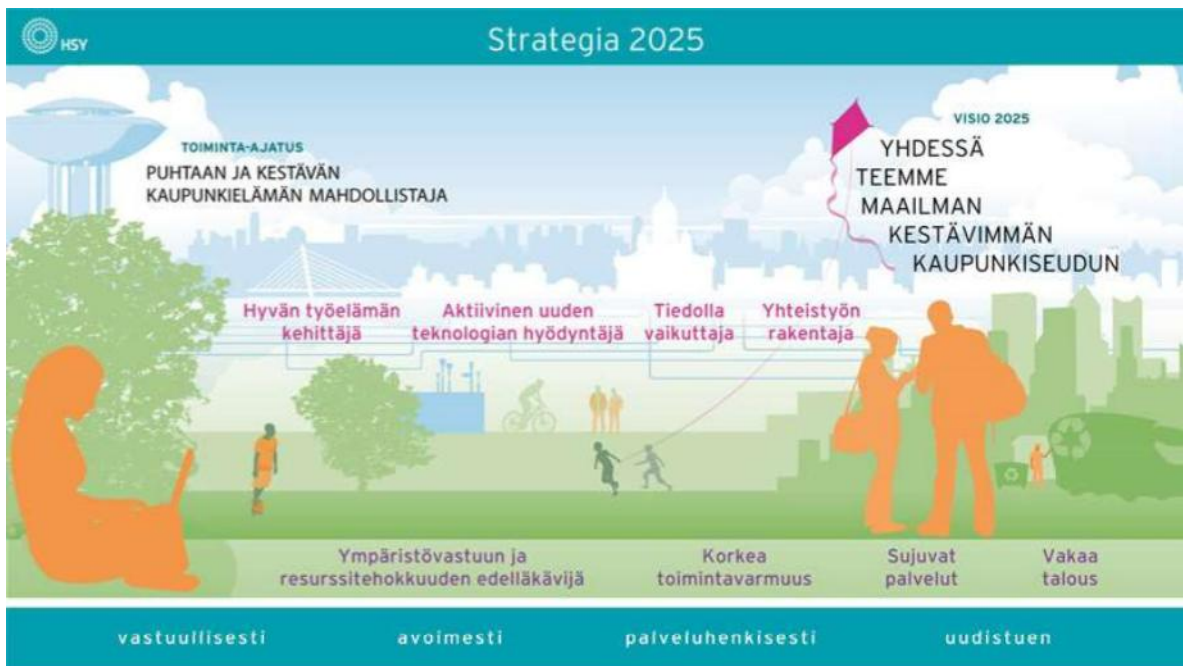 HSY
Strategia 2025
TOIMINTA-AJATUS
PUHTAAN JA KESTÄVÄN
KAUPUNKIELÄMÄN MAHDOLLISTAJA
VISIO 2025
YHDESSÄ
TEEMME
MAAILMAN
KESTÄVIMMÄN
KAUPUNKISEUDUN
Hyvän työelämän
kehittäjä
Aktiivinen uuden
teknologian hyödyntäjä
Tiedolla
vaikuttaja
Yhteistyön
rakentaja
Ympäristövastuun ja
resurssitehokkuuden edelläkävijä
Korkea
toimintavarmuus
Sujuvat
palvelut
Vakaa
talous
vastuullisesti
avoimesti
palveluhenkisesti
uudistuen